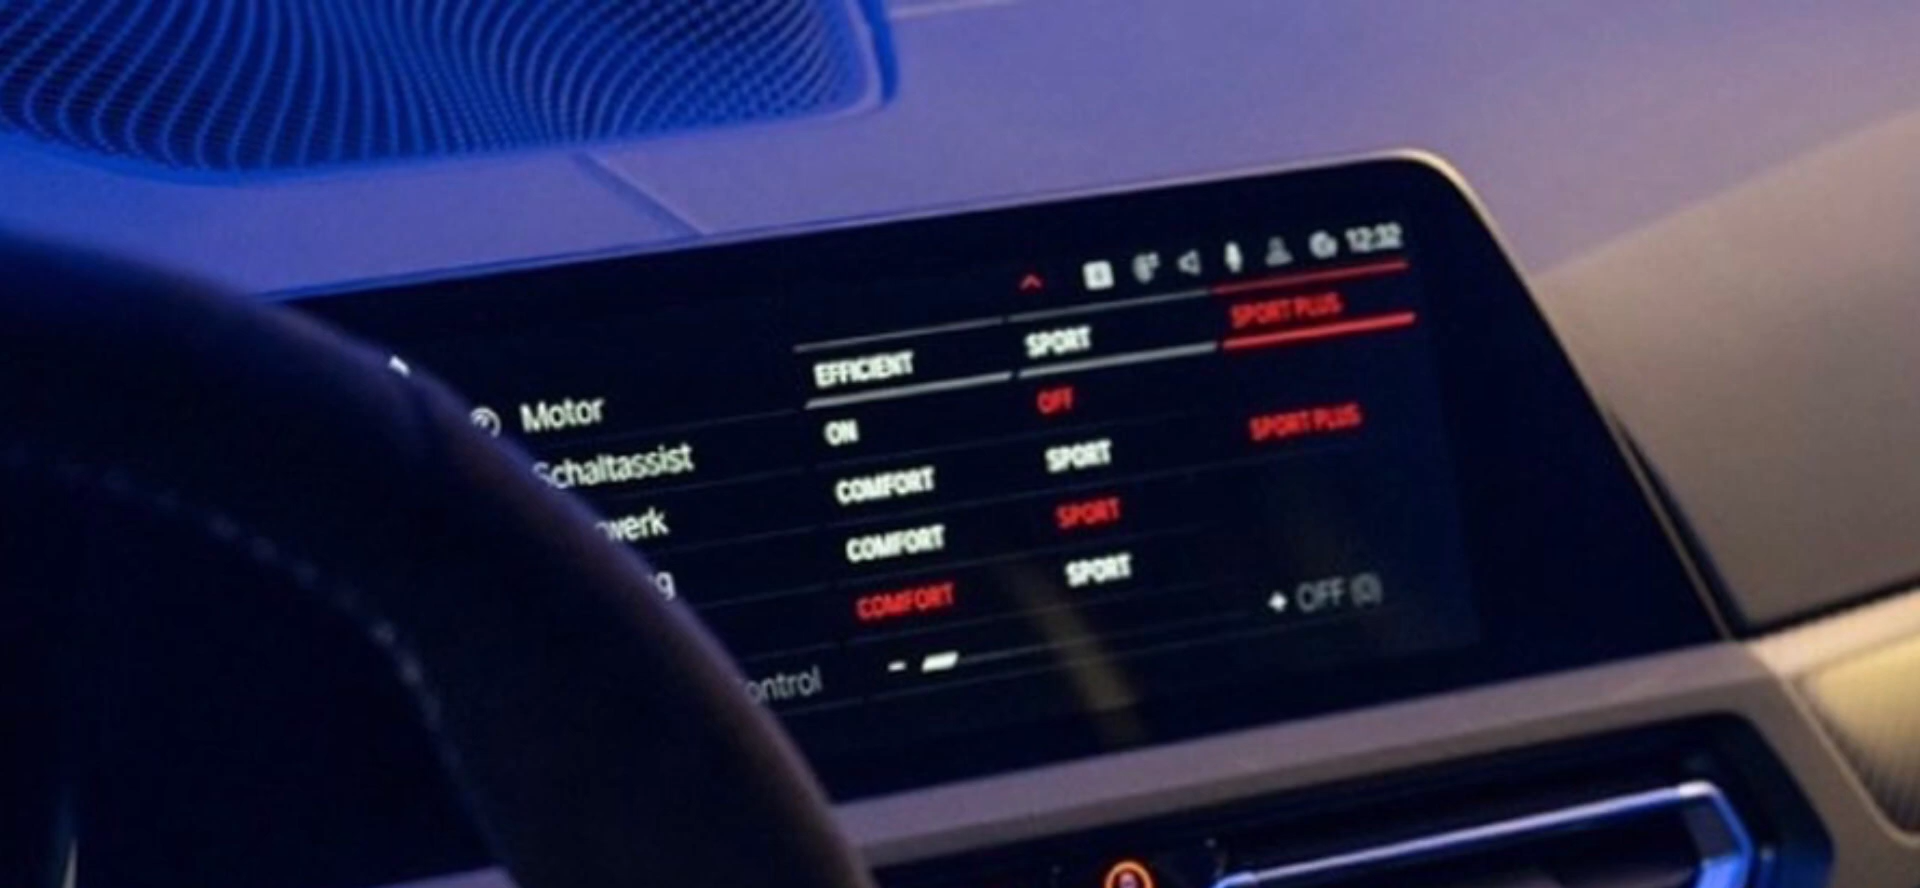 12:32
Motor EFFICIENT SPORT SPORT PLUS
Schaltassist ON OFF
werk COMFORT SPORT SPORT PLUS
g COMFORT SPORT
COMFORT SPORT
ontrol - + OFF (0)